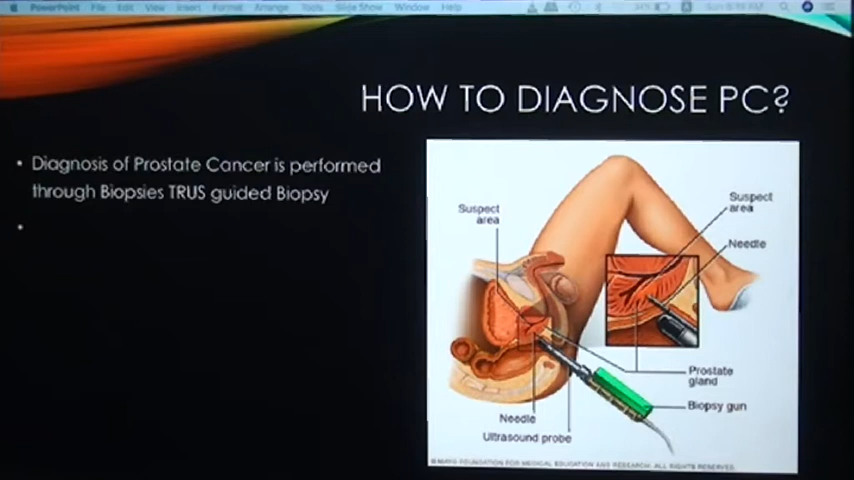 PowerPoint File Edit View Insert Format Arrange Tools Slide Show Window Help
HOW TO DIAGNOSE PC?
• Diagnosis of Prostate Cancer is performed
through Biopsies TRUS guided Biopsy
•
Suspect
area
Suspect
area
Needle
Prostate
gland
Biopsy gun
Needle
Ultrasound probe
© MAYO FOUNDATION FOR MEDICAL EDUCATION AND RESEARCH. ALL RIGHTS RESERVED.